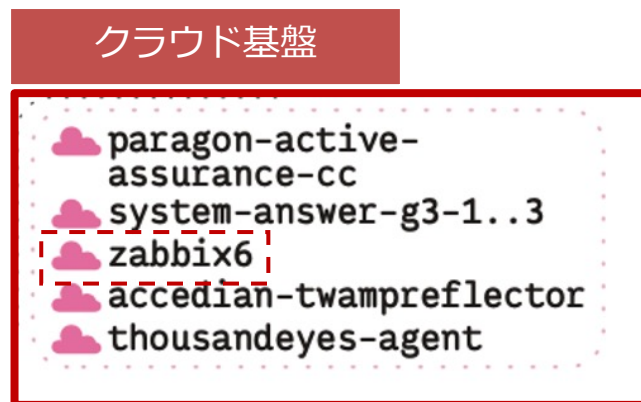 クラウド基盤
paragon-active-
assurance-cc
system-answer-g3-1..3
zabbix6
accedian-twampreflector
thousandeyes-agent